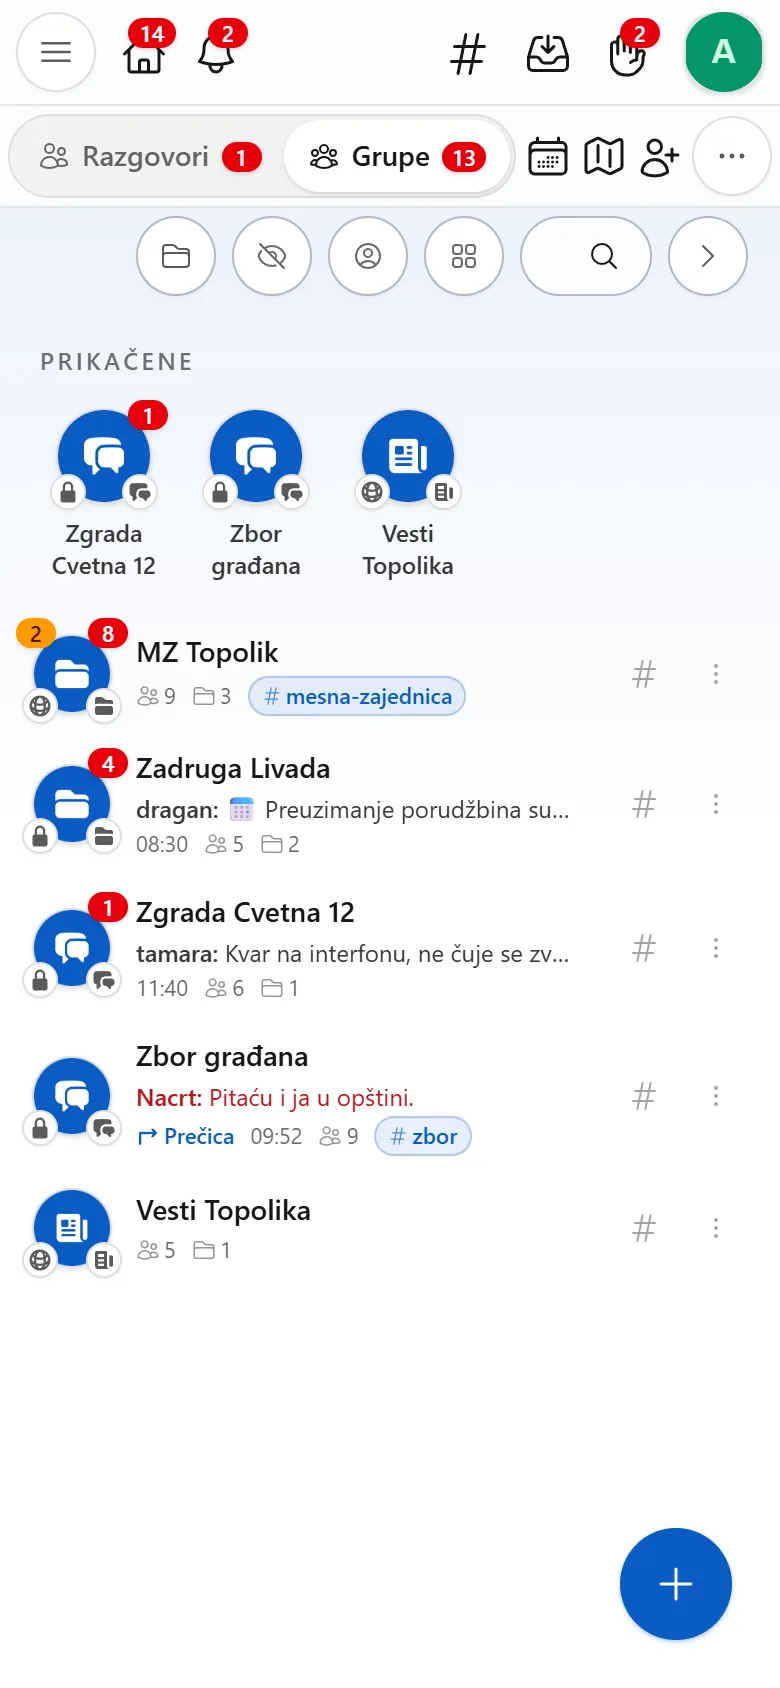 14
2
2
A
Razgovori 1
Grupe 13
PRIKAČENE
1
Zgrada
Cvetna 12
Zbor
građana
Vesti
Topolika
2
8
MZ Topolik
9 3 # mesna-zajednica
4
Zadruga Livada
dragan: Preuzimanje porudžbina su...
08:30 5 2
1
Zgrada Cvetna 12
tamara: Kvar na interfonu, ne čuje se zv...
11:40 6 1
Zbor građana
Nacrt: Pitaću i ja u opštini.
Prečica 09:52 9 # zbor
Vesti Topolika
5 1